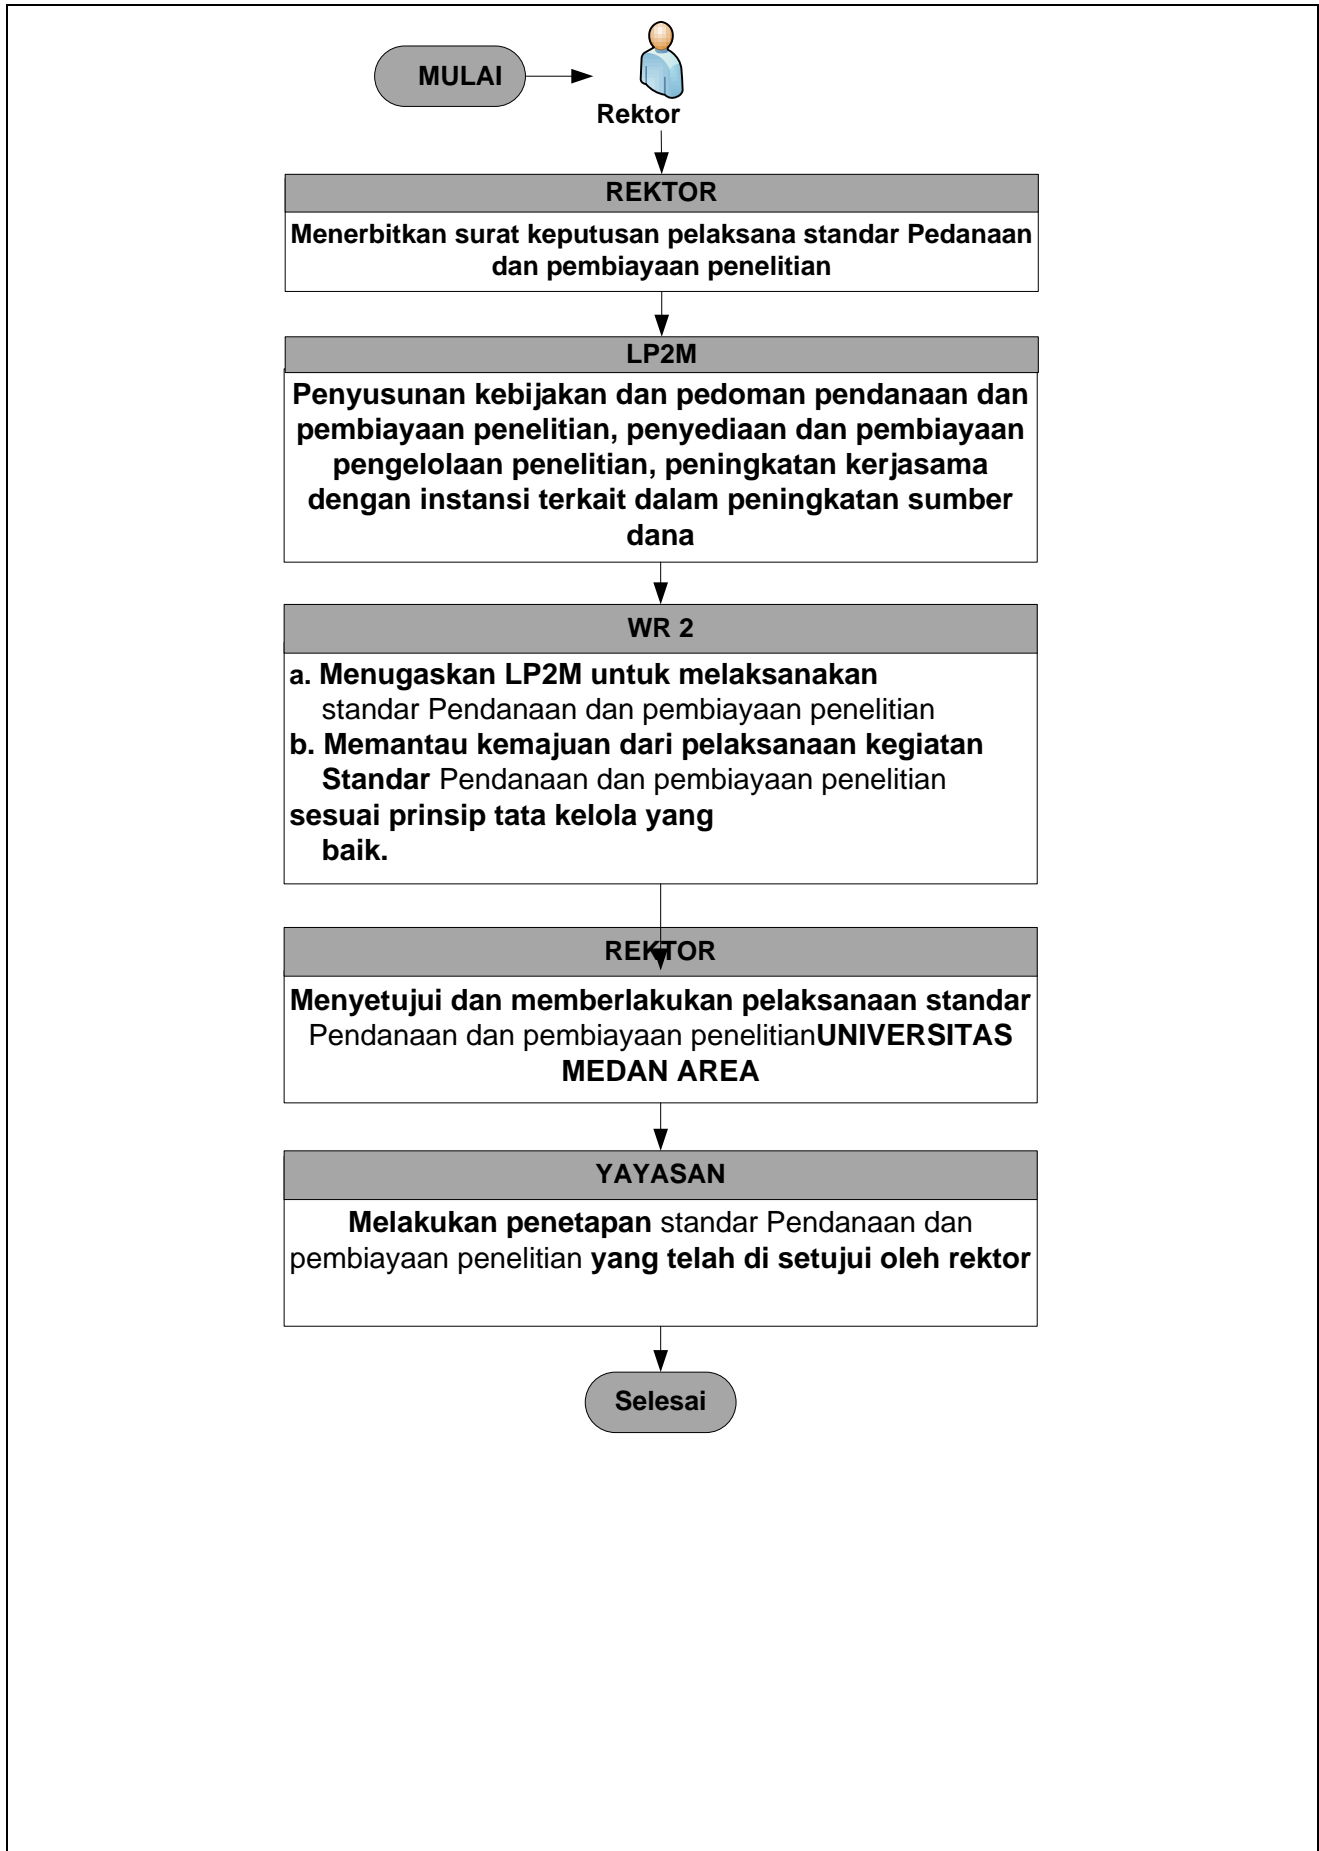 MULAI
Rektor
REKTOR
Menerbitkan surat keputusan pelaksana standar Pedanaan
dan pembiayaan penelitian
LP2M
Penyusunan kebijakan dan pedoman pendanaan dan
pembiayaan penelitian, penyediaan dan pembiayaan
pengelolaan penelitian, peningkatan kerjasama
dengan instansi terkait dalam peningkatan sumber
dana
WR 2
a. Menugaskan LP2M untuk melaksanakan
standar Pendanaan dan pembiayaan penelitian
b. Memantau kemajuan dari pelaksanaan kegiatan
Standar Pendanaan dan pembiayaan penelitian
sesuai prinsip tata kelola yang
baik.
REKTOR
Menyetujui dan memberlakukan pelaksanaan standar
Pendanaan dan pembiayaan penelitianUNIVERSITAS
MEDAN AREA
YAYASAN
Melakukan penetapan standar Pendanaan dan
pembiayaan penelitian yang telah di setujui oleh rektor
Selesai